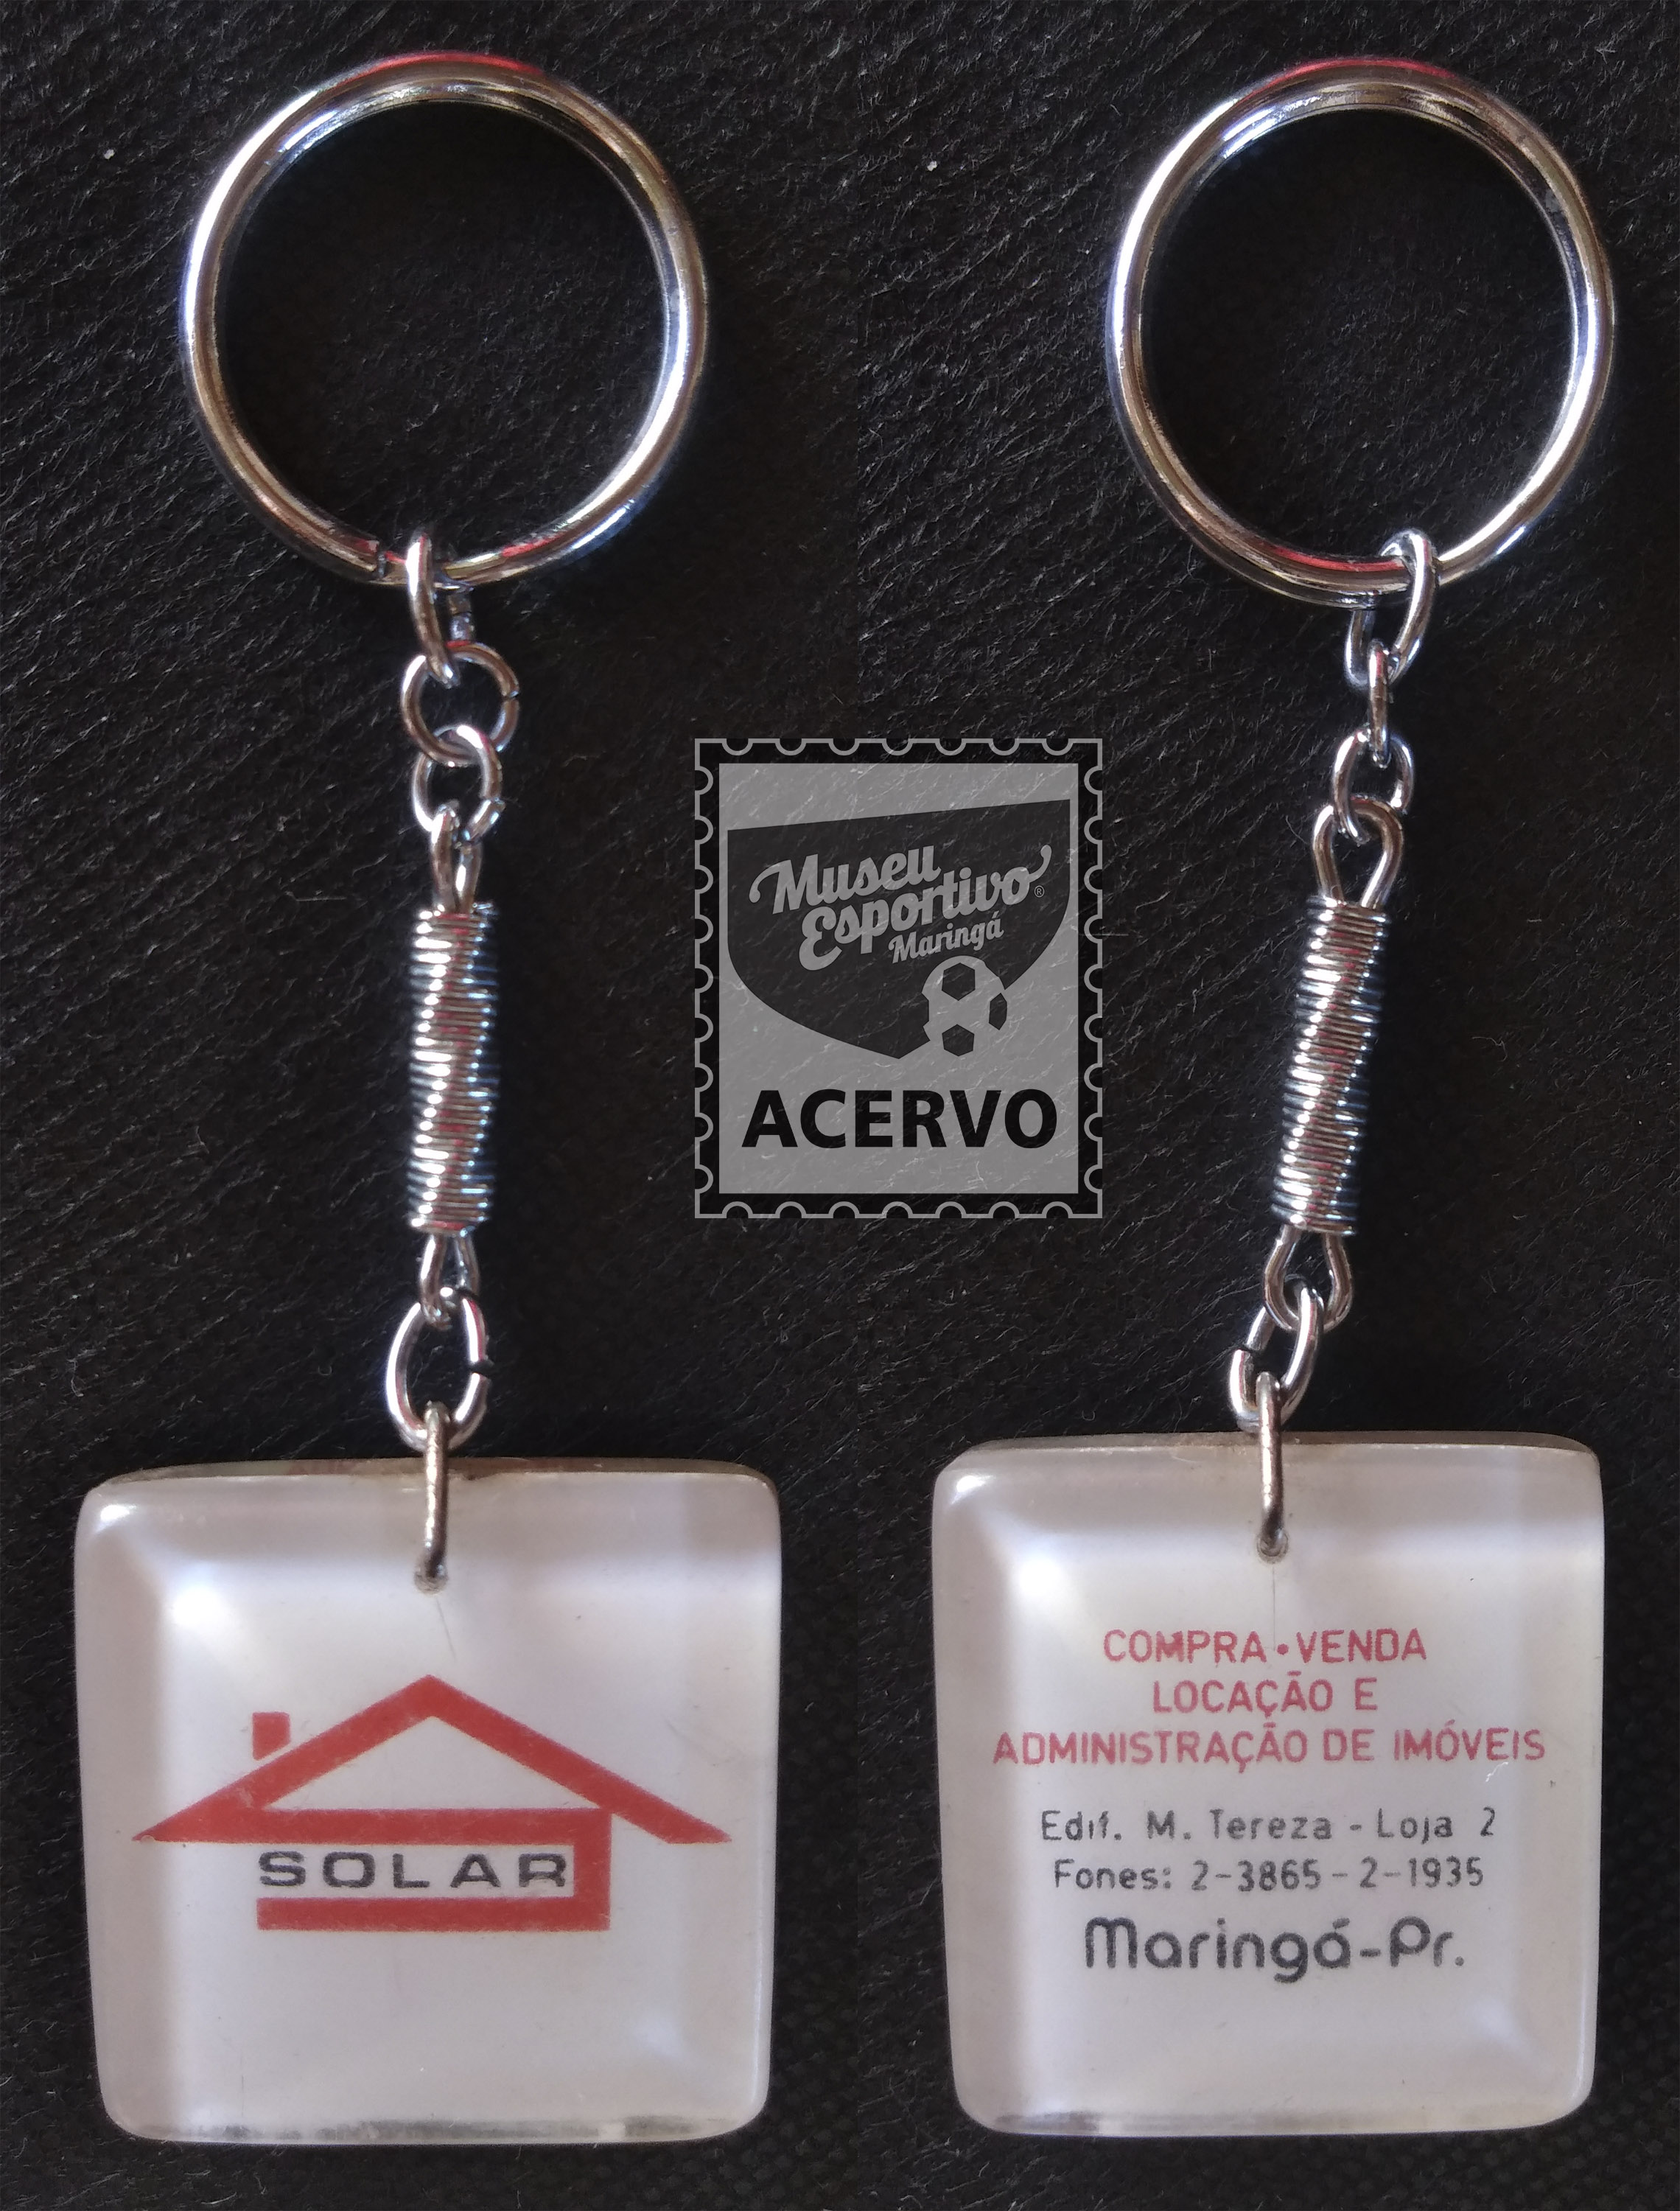 Museu
Esportivo®
Maringá
ACERVO
SOLAR
COMPRA • VENDA
LOCAÇÃO E
ADMINISTRAÇÃO DE IMÓVEIS
Edif. M. Tereza - Loja 2
Fones: 2-3865-2-1935
Maringá-Pr.